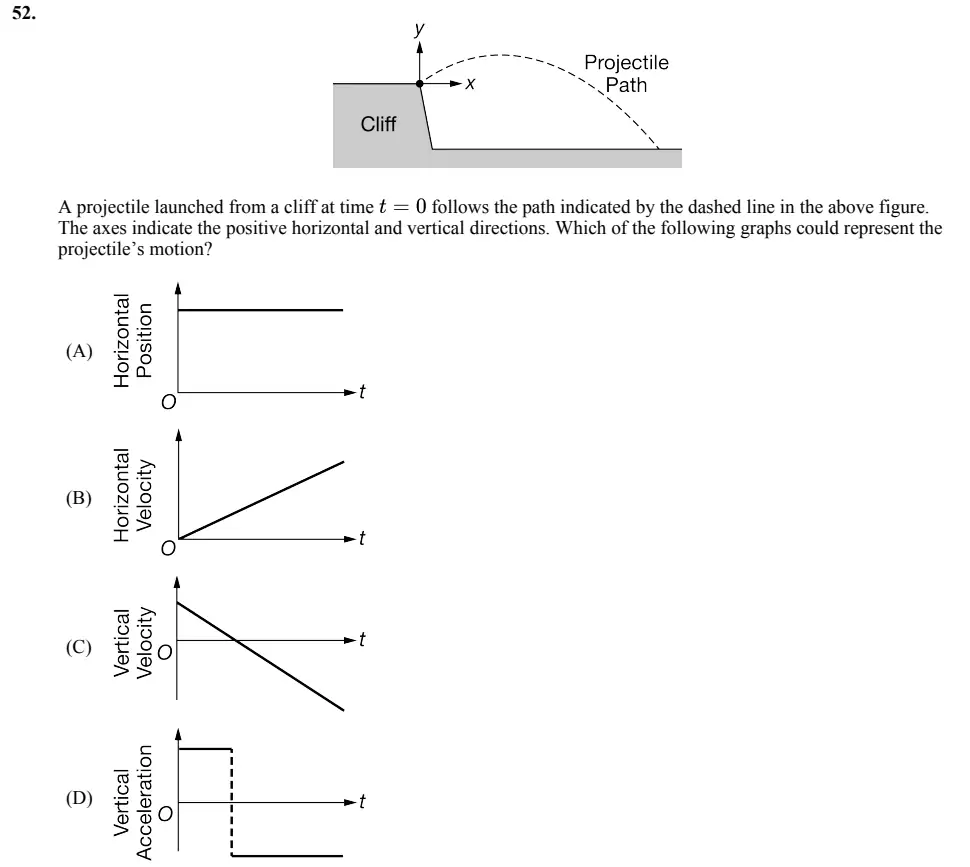 52.
y
Projectile
Path
x
Cliff
A projectile launched from a cliff at time t = 0 follows the path indicated by the dashed line in the above figure.
The axes indicate the positive horizontal and vertical directions. Which of the following graphs could represent the
projectile’s motion?
(A)
Horizontal
Position
O
t
(B)
Horizontal
Velocity
O
t
(C)
Vertical
Velocity
O
t
(D)
Vertical
Acceleration
O
t